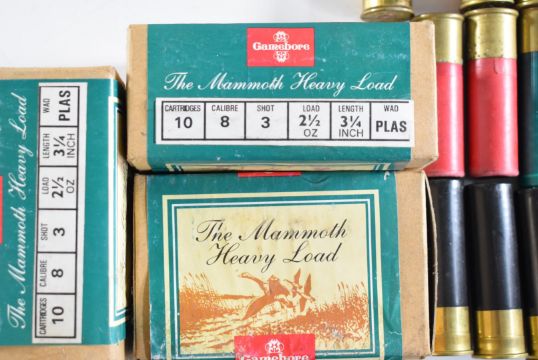 Gamebore
The Mammoth Heavy Load
CARTRIDGES CALIBRE SHOT LOAD LENGTH WAD
10 8 3 2½ OZ 3¼ INCH PLAS
The Mammoth
Heavy Load
Gamebore
The Mammoth Heavy Load
CARTRIDGES CALIBRE SHOT LOAD LENGTH WAD
10 8 3 2½ OZ 3¼ INCH PLAS